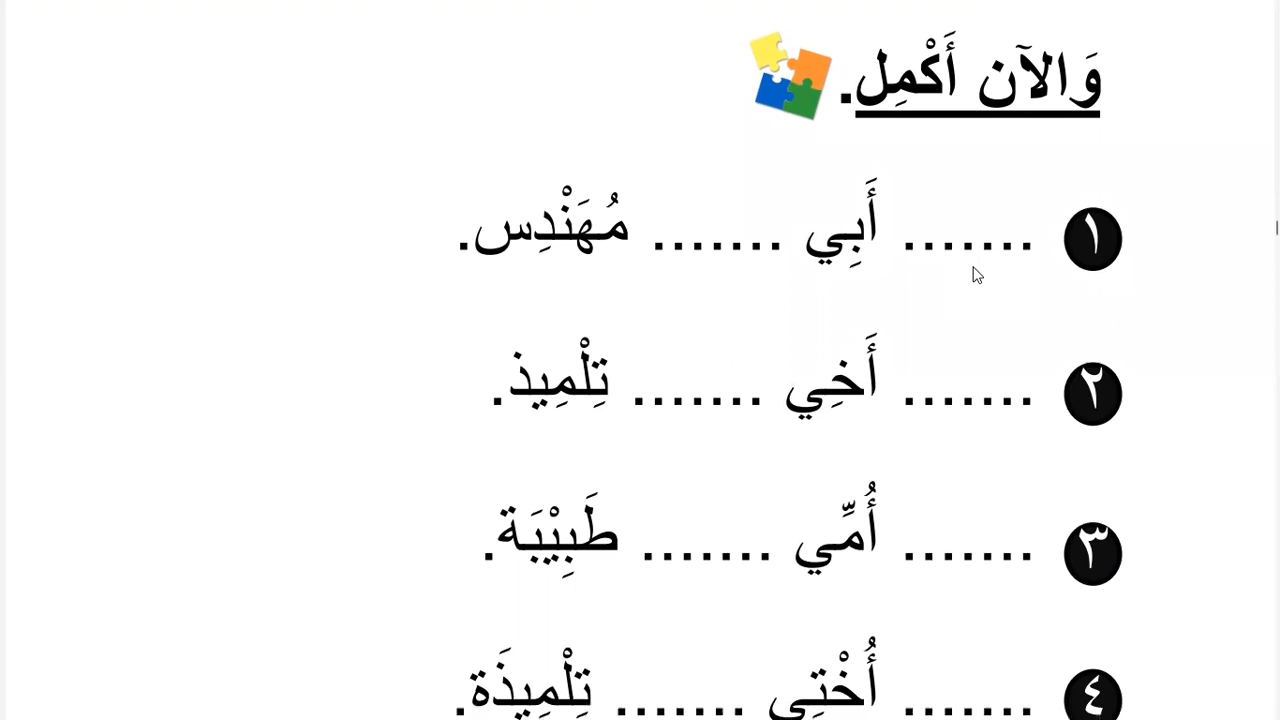 وَالآن أَكْمِل.
١ ....... أَبِي ....... مُهَنْدِس.
٢ ....... أَخِي ....... تِلْمِيذ.
٣ ....... أُمِّي ....... طَبِيْبَة.
٤ ....... أُخْتِي ....... تِلْمِيذَة.